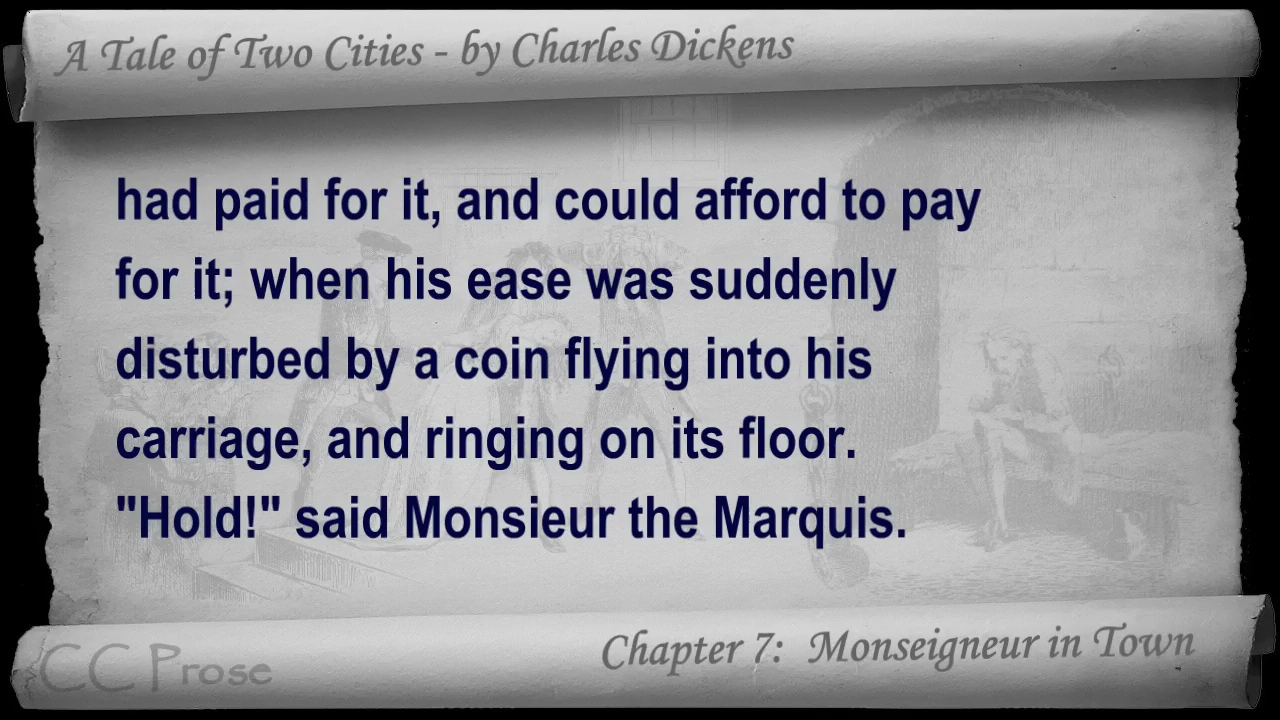 A Tale of Two Cities - by Charles Dickens
had paid for it, and could afford to pay
for it; when his ease was suddenly
disturbed by a coin flying into his
carriage, and ringing on its floor.
"Hold!" said Monsieur the Marquis.
CC Prose
Chapter 7: Monseigneur in Town